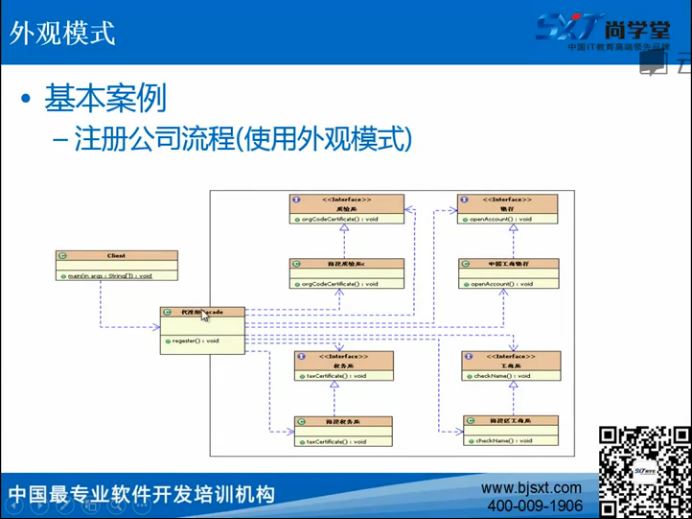 外观模式
SXT 尚学堂
中国IT教育高端领先品牌
云
• 基本案例
– 注册公司流程(使用外观模式)
<<Interface>>
质检局
orgCodeCertificate() : void
<<Interface>>
银行
openAccount() : void
Client
main(in args : String[]) : void
海淀质检局c
orgCodeCertificate() : void
中国工商银行
openAccount() : void
regester() : void
<<Interface>>
税务局
taxCertificate() : void
<<Interface>>
工商局
checkName() : void
海淀税务局
taxCertificate() : void
海淀区工商局
checkName() : void
中国最专业软件开发培训机构
www.bjsxt.com
400-009-1906